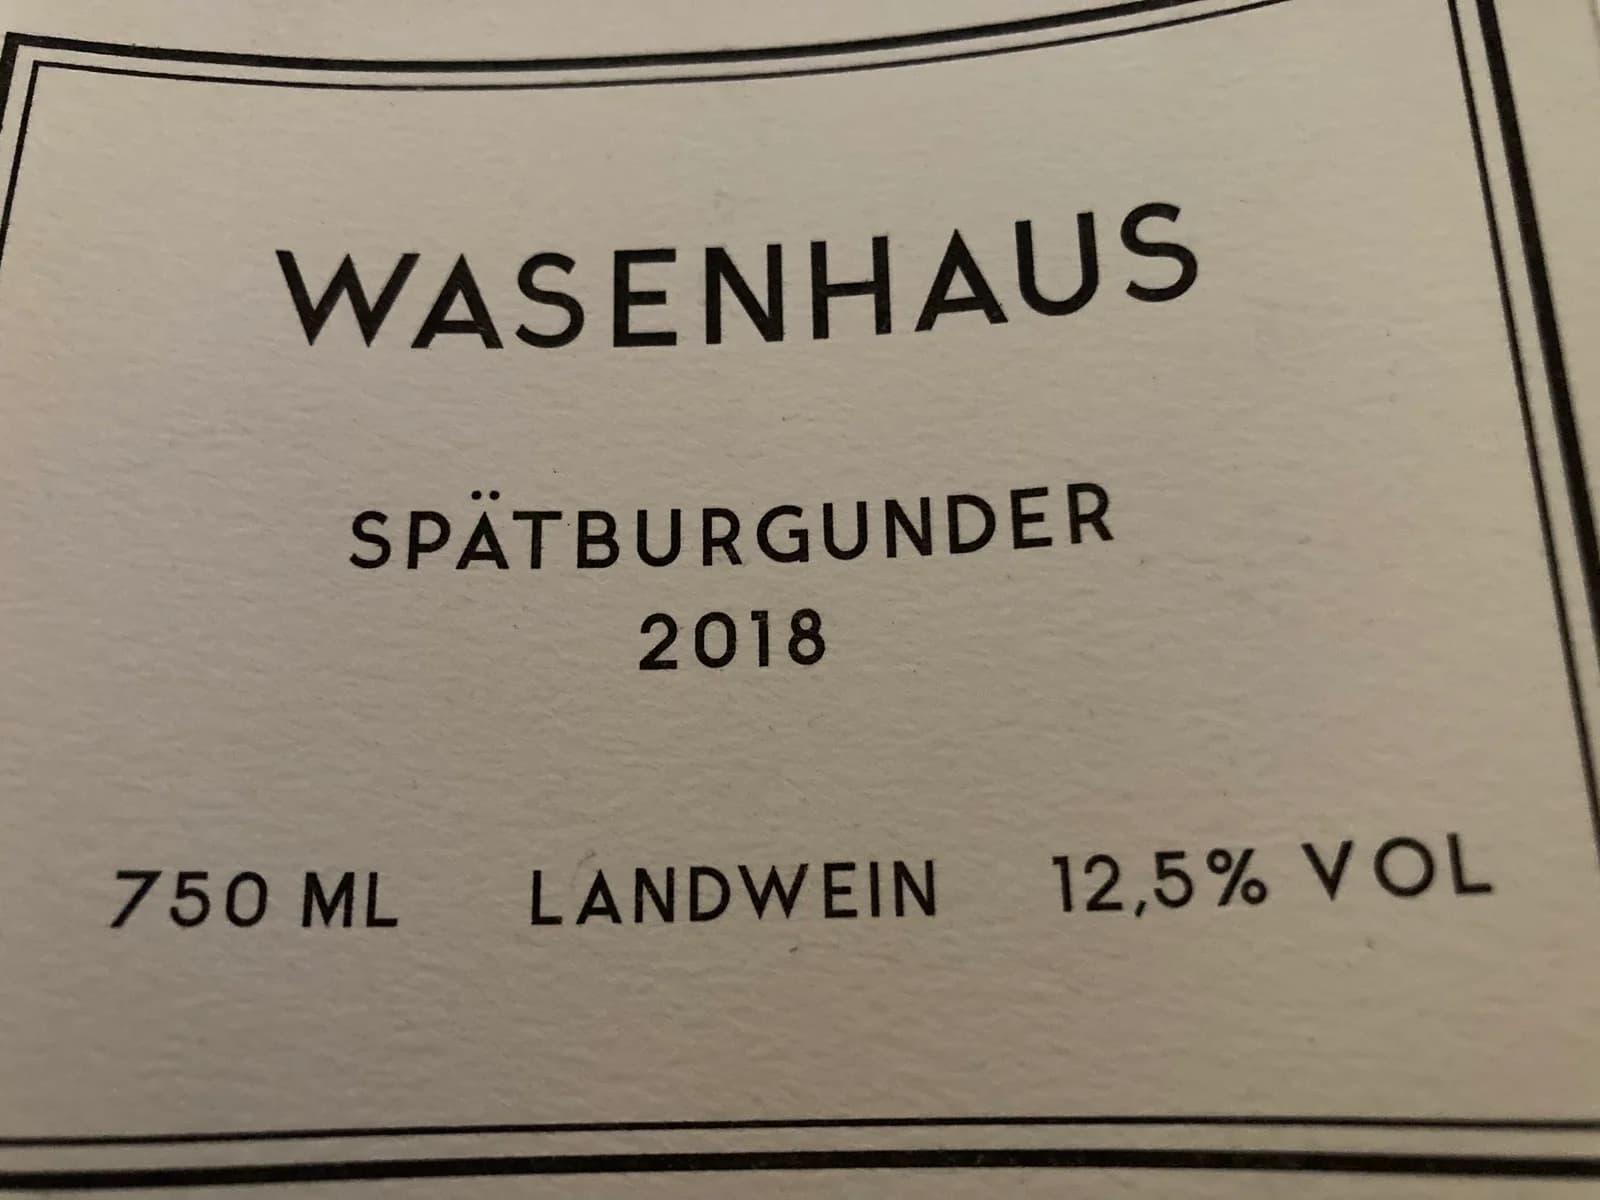 WASENHAUS
SPÄTBURGUNDER
2018
750 ML LANDWEIN 12,5% VOL